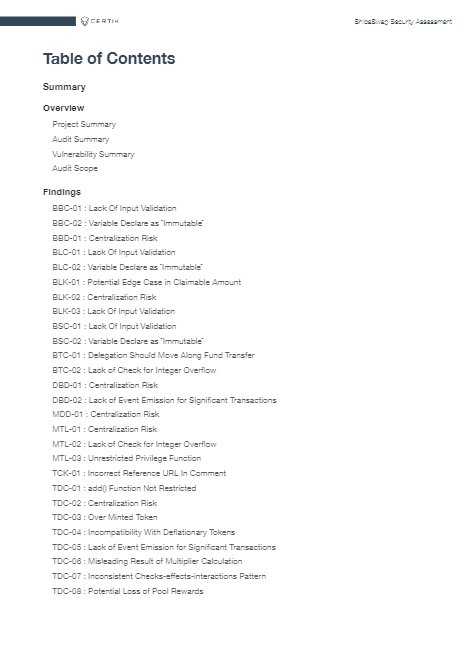 CERTIK
ShibaSwap Security Assessment
Table of Contents
Summary
Overview
Project Summary
Audit Summary
Vulnerability Summary
Audit Scope
Findings
BBC-01 : Lack Of Input Validation
BBC-02 : Variable Declare as "Immutable"
BBD-01 : Centralization Risk
BLC-01 : Lack Of Input Validation
BLC-02 : Variable Declare as "Immutable"
BLK-01 : Potential Edge Case in Claimable Amount
BLK-02 : Centralization Risk
BLK-03 : Lack Of Input Validation
BSC-01 : Lack Of Input Validation
BSC-02 : Variable Declare as "Immutable"
BTC-01 : Delegation Should Move Along Fund Transfer
BTC-02 : Lack of Check for Integer Overflow
DBD-01 : Centralization Risk
DBD-02 : Lack of Event Emission for Significant Transactions
MDD-01 : Centralization Risk
MTL-01 : Centralization Risk
MTL-02 : Lack of Check for Integer Overflow
MTL-03 : Unrestricted Privilege Function
TCK-01 : Incorrect Reference URL In Comment
TDC-01 : add() Function Not Restricted
TDC-02 : Centralization Risk
TDC-03 : Over Minted Token
TDC-04 : Incompatibility With Deflationary Tokens
TDC-05 : Lack of Event Emission for Significant Transactions
TDC-06 : Misleading Result of Multiplier Calculation
TDC-07 : Inconsistent Checks-effects-interactions Pattern
TDC-08 : Potential Loss of Pool Rewards